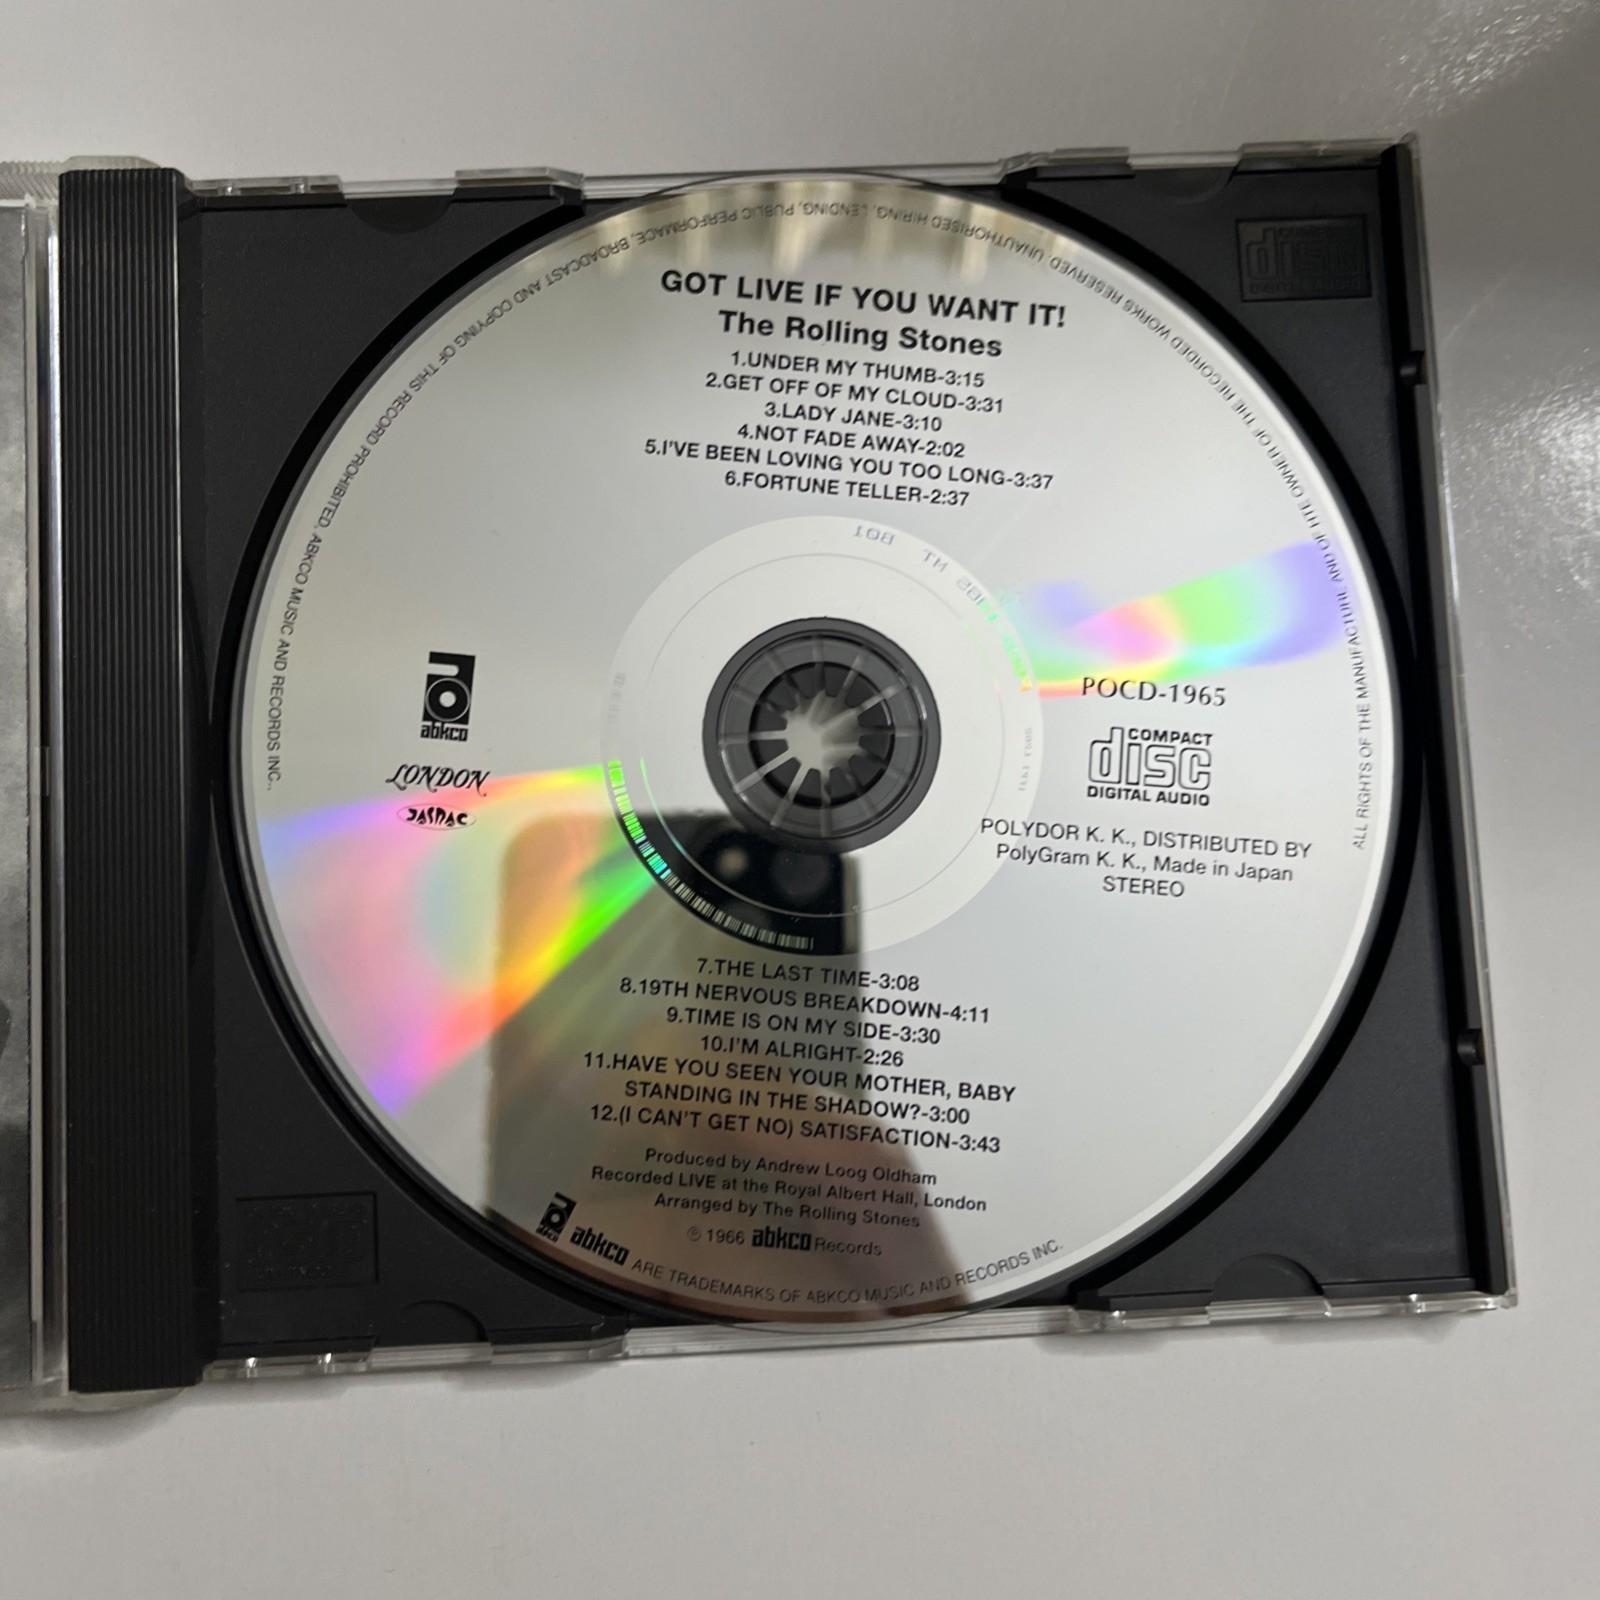 GOT LIVE IF YOU WANT IT!
The Rolling Stones
1.UNDER MY THUMB-3:15
2.GET OFF OF MY CLOUD-3:31
3.LADY JANE-3:10
4.NOT FADE AWAY-2:02
5.I'VE BEEN LOVING YOU TOO LONG-3:37
6.FORTUNE TELLER-2:37
abkco
LONDON
JASRAC
POCD-1965
COMPACT
disc
DIGITAL AUDIO
POLYDOR K. K., DISTRIBUTED BY
PolyGram K. K., Made in Japan
STEREO
7.THE LAST TIME-3:08
8.19TH NERVOUS BREAKDOWN-4:11
9.TIME IS ON MY SIDE-3:30
10.I'M ALRIGHT-2:26
11.HAVE YOU SEEN YOUR MOTHER, BABY
STANDING IN THE SHADOW?-3:00
12.(I CAN'T GET NO) SATISFACTION-3:43
Produced by Andrew Loog Oldham
Recorded LIVE at the Royal Albert Hall, London
Arranged by The Rolling Stones
℗ 1966 abkco Records
abkco abkco ARE TRADEMARKS OF ABKCO MUSIC AND RECORDS INC.
ALL RIGHTS OF THE MANUFACTURE AND OF HTE OWNER OF THE RECORDED WORKS RESERVED. UNAUTHORISED HIRING, LENDING, PUBLIC PERFORMACE, BROADCAST AND COPYING OF THIS RECORD PROHIBITED. ABKCO MUSIC AND RECORDS INC.,
COMPACT
disc
DIGITAL AUDIO